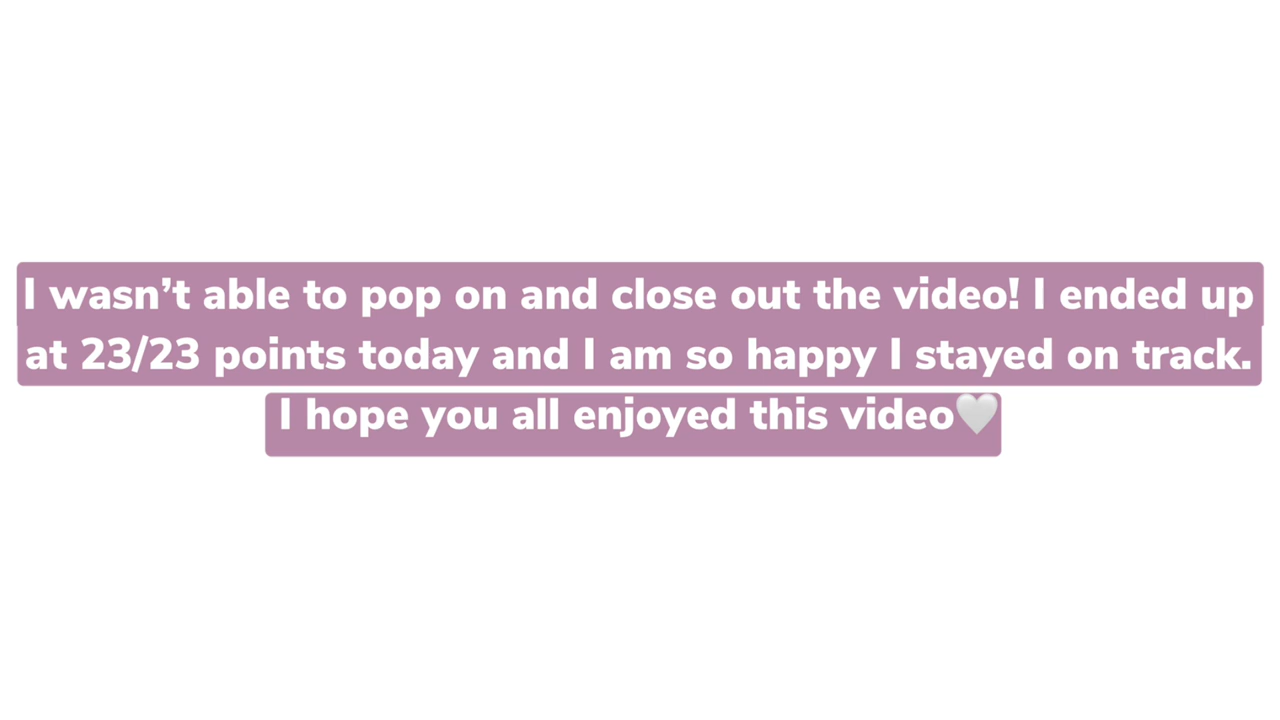 I wasn’t able to pop on and close out the video! I ended up
at 23/23 points today and I am so happy I stayed on track.
I hope you all enjoyed this video🤍